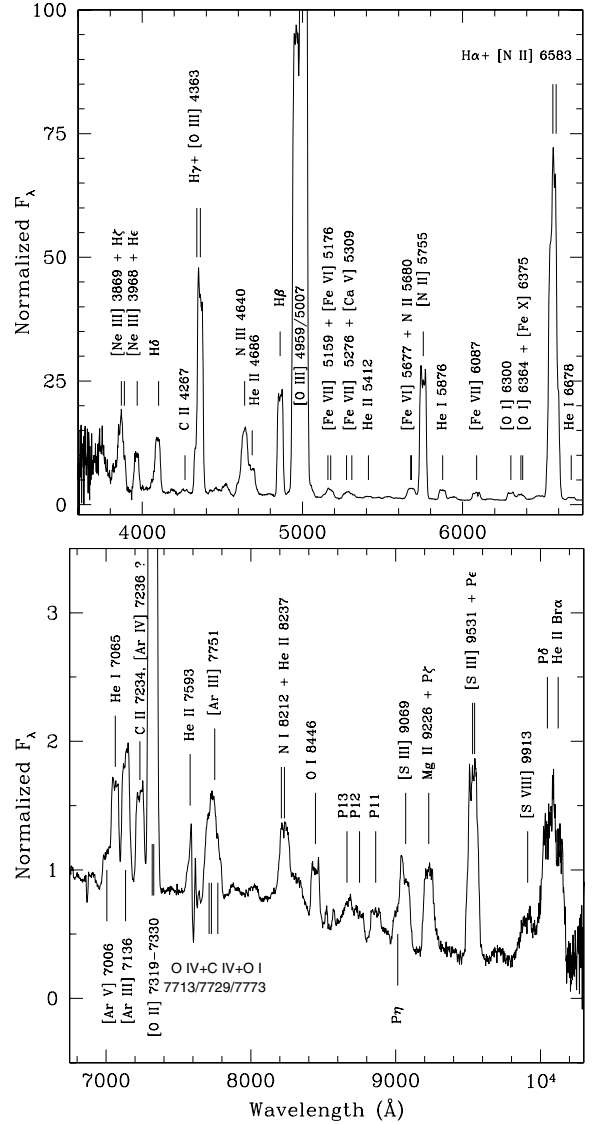 100
75
50
25
0
Normalized Fλ
[Ne III] 3869 + Hζ
[Ne III] 3968 + Hϵ
Hδ
C II 4267
Hγ+ [O III] 4363
N III 4640
He II 4686
Hβ
[O III] 4959/5007
[Fe VII] 5159 + [Fe VI] 5176
[Fe VII] 5276 + [Ca V] 5309
He II 5412
[Fe VI] 5677 + N II 5680
[N II] 5755
He I 5876
[Fe VII] 6087
[O I] 6300
[O I] 6364 + [Fe X] 6375
Hα+ [N II] 6583
He I 6678
4000
5000
6000
3
2
1
0
Normalized Fλ
He I 7065
C II 7234, [Ar IV] 7236 ?
He II 7593
[Ar III] 7751
N I 8212 + He II 8237
O I 8446
P13
P12
P11
[S III] 9069
Mg II 9226 + Pζ
[S III] 9531 + Pϵ
[S VIII] 9913
Pδ
He II Brα
[Ar V] 7006
[Ar III] 7136
[O II] 7319-7330
O IV+C IV+O I
7713/7729/7773
Pη
7000
8000
9000
10⁴
Wavelength (Å)